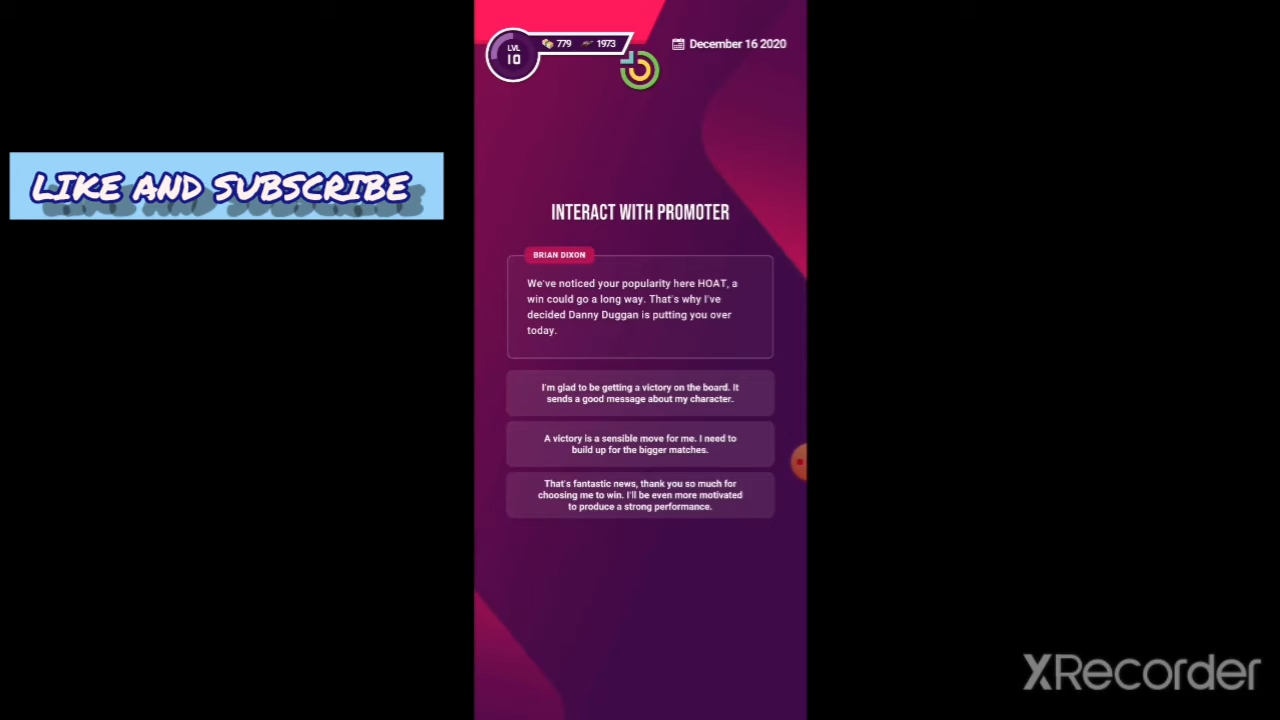 LVL
10
779
1973
December 16 2020
LIKE AND SUBSCRIBE
INTERACT WITH PROMOTER
BRIAN DIXON
We've noticed your popularity here HOAT, a
win could go a long way. That's why I've
decided Danny Duggan is putting you over
today.
I'm glad to be getting a victory on the board. It
sends a good message about my character.
A victory is a sensible move for me. I need to
build up for the bigger matches.
That's fantastic news, thank you so much for
choosing me to win. I'll be even more motivated
to produce a strong performance.
XRecorder